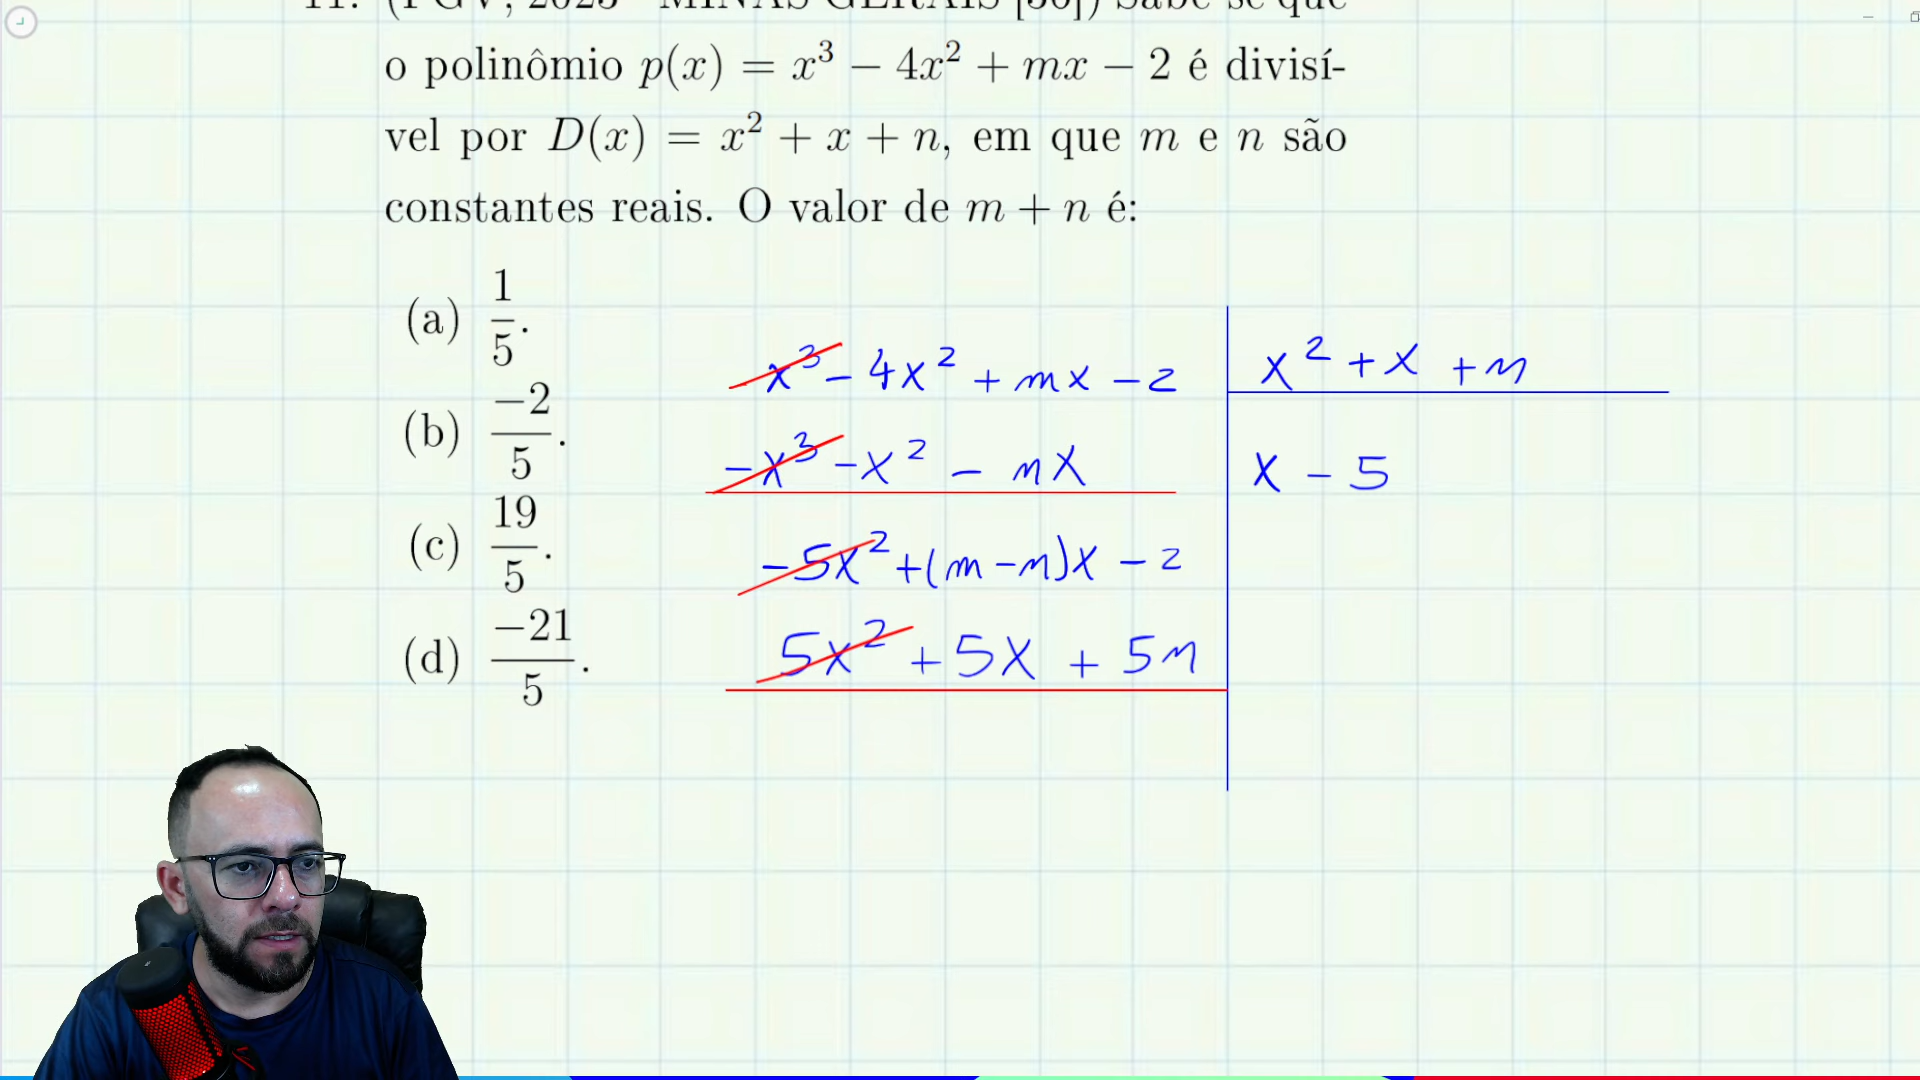 o polinômio p(x) = x³ − 4x² + mx − 2 é divisí-
vel por D(x) = x² + x + n, em que m e n são
constantes reais. O valor de m + n é:
(a) 1/5.
(b) −2/5.
(c) 19/5.
(d) −21/5.
x³ − 4x² + mx − 2 | x² + x + n
−x³ − x² − nx | x − 5
−5x² + (m − n)x − 2
5x² + 5x + 5n